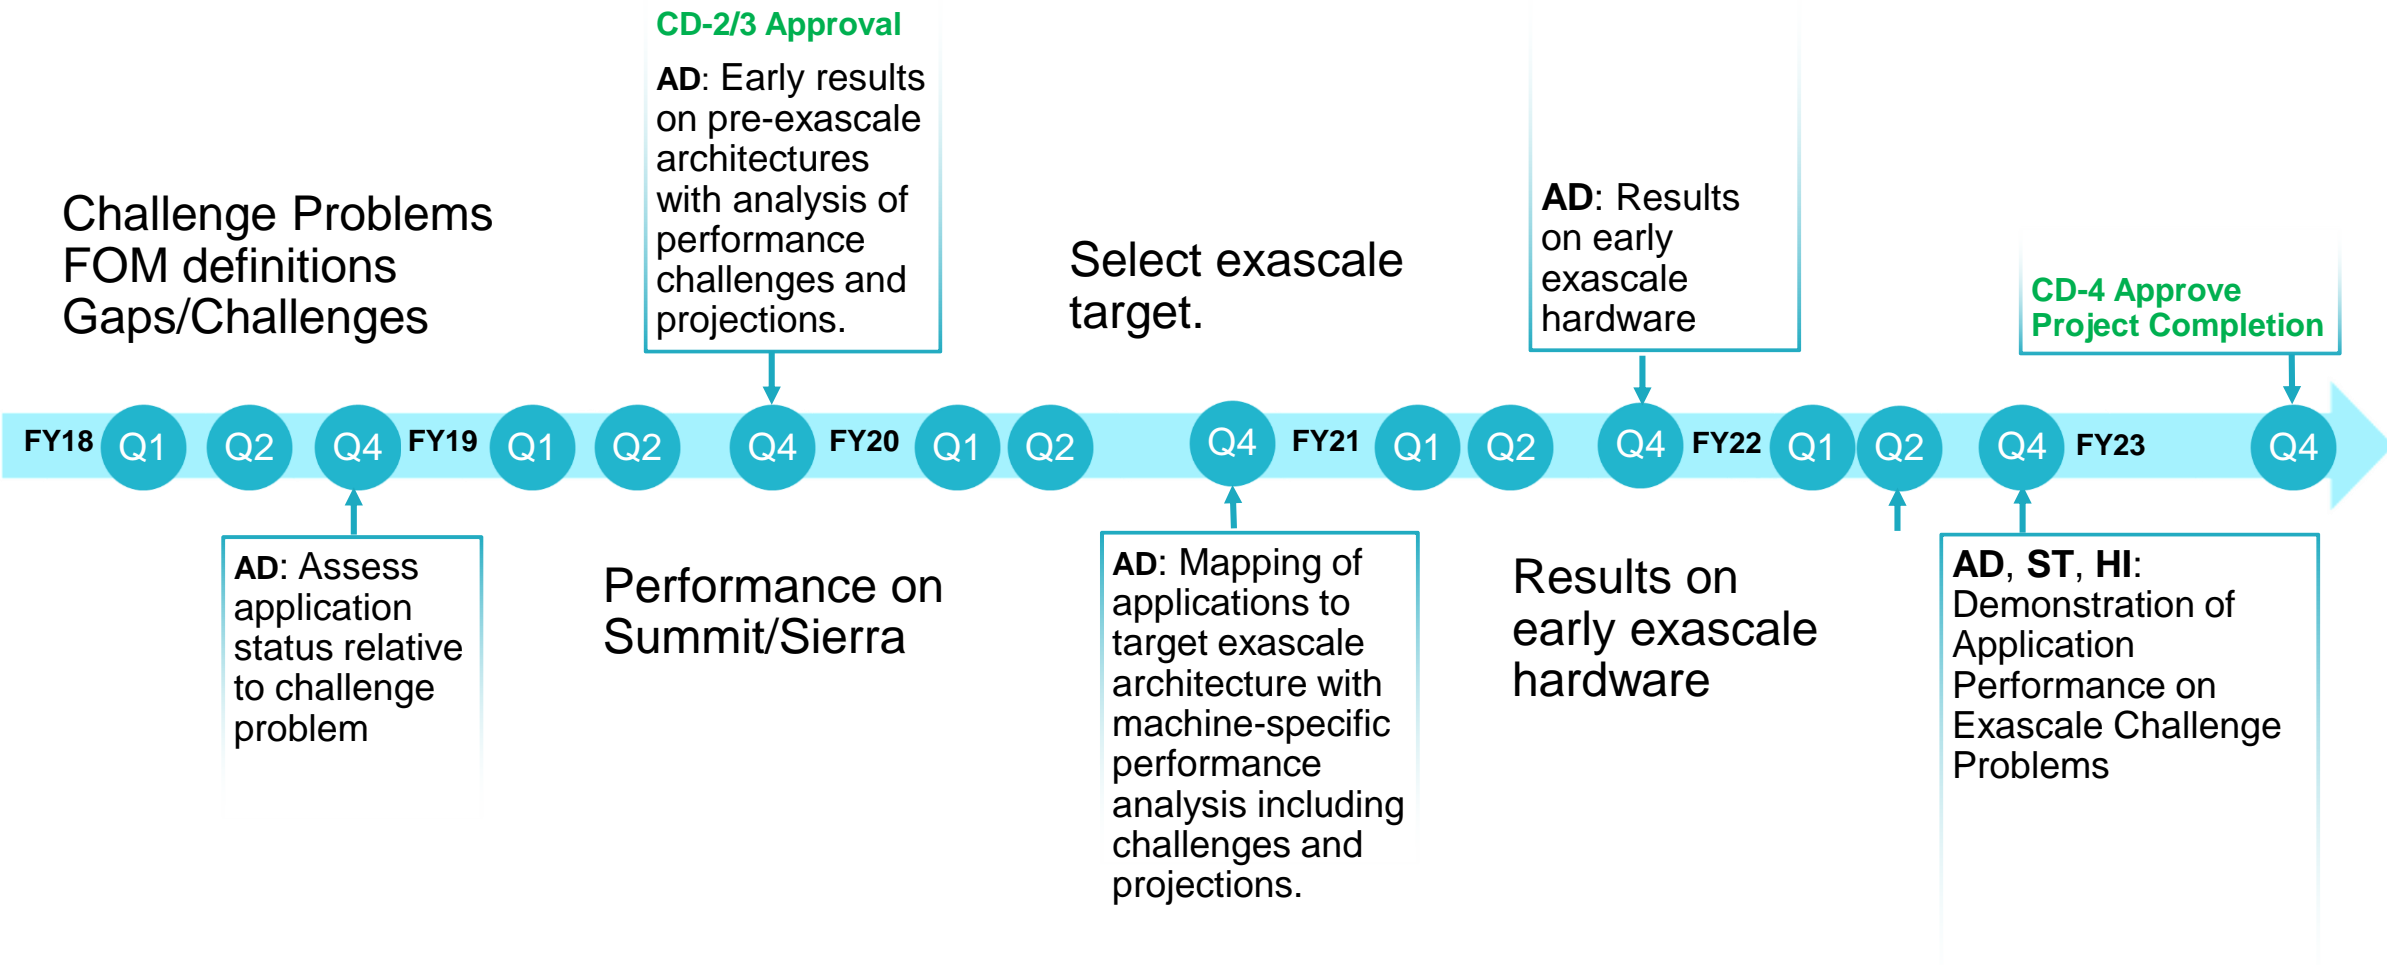 CD-2/3 Approval
AD: Early results
on pre-exascale
architectures
with analysis of
performance
challenges and
projections.
Challenge Problems
FOM definitions
Gaps/Challenges
Select exascale
target.
AD: Results
on early
exascale
hardware
CD-4 Approve
Project Completion
FY18 Q1 Q2 Q4 FY19 Q1 Q2 Q4 FY20 Q1 Q2 Q4 FY21 Q1 Q2 Q4 FY22 Q1 Q2 Q4 FY23 Q4
AD: Assess
application
status relative
to challenge
problem
Performance on
Summit/Sierra
AD: Mapping of
applications to
target exascale
architecture with
machine-specific
performance
analysis including
challenges and
projections.
Results on
early exascale
hardware
AD, ST, HI:
Demonstration of
Application
Performance on
Exascale Challenge
Problems